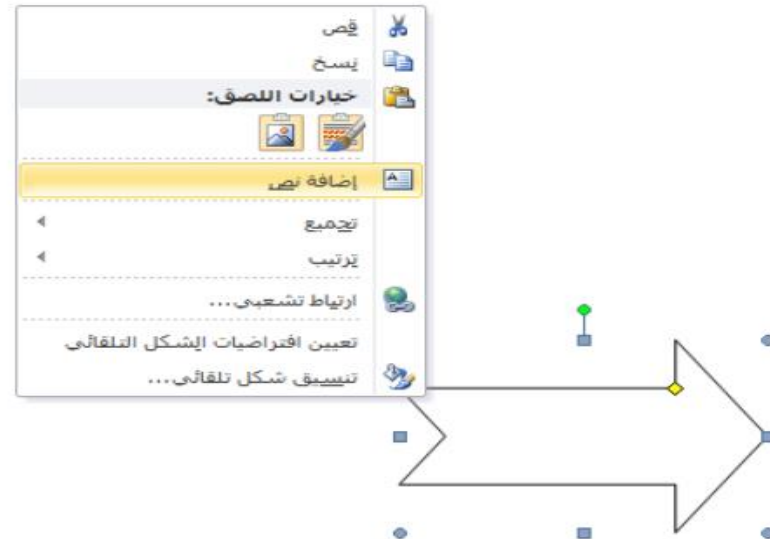 قص
نسخ
خيارات اللصق:
إضافة نص
تجميع
ترتيب
ارتباط تشعبي...
تعيين افتراضيات الشكل التلقائي
تنسيق شكل تلقائي...